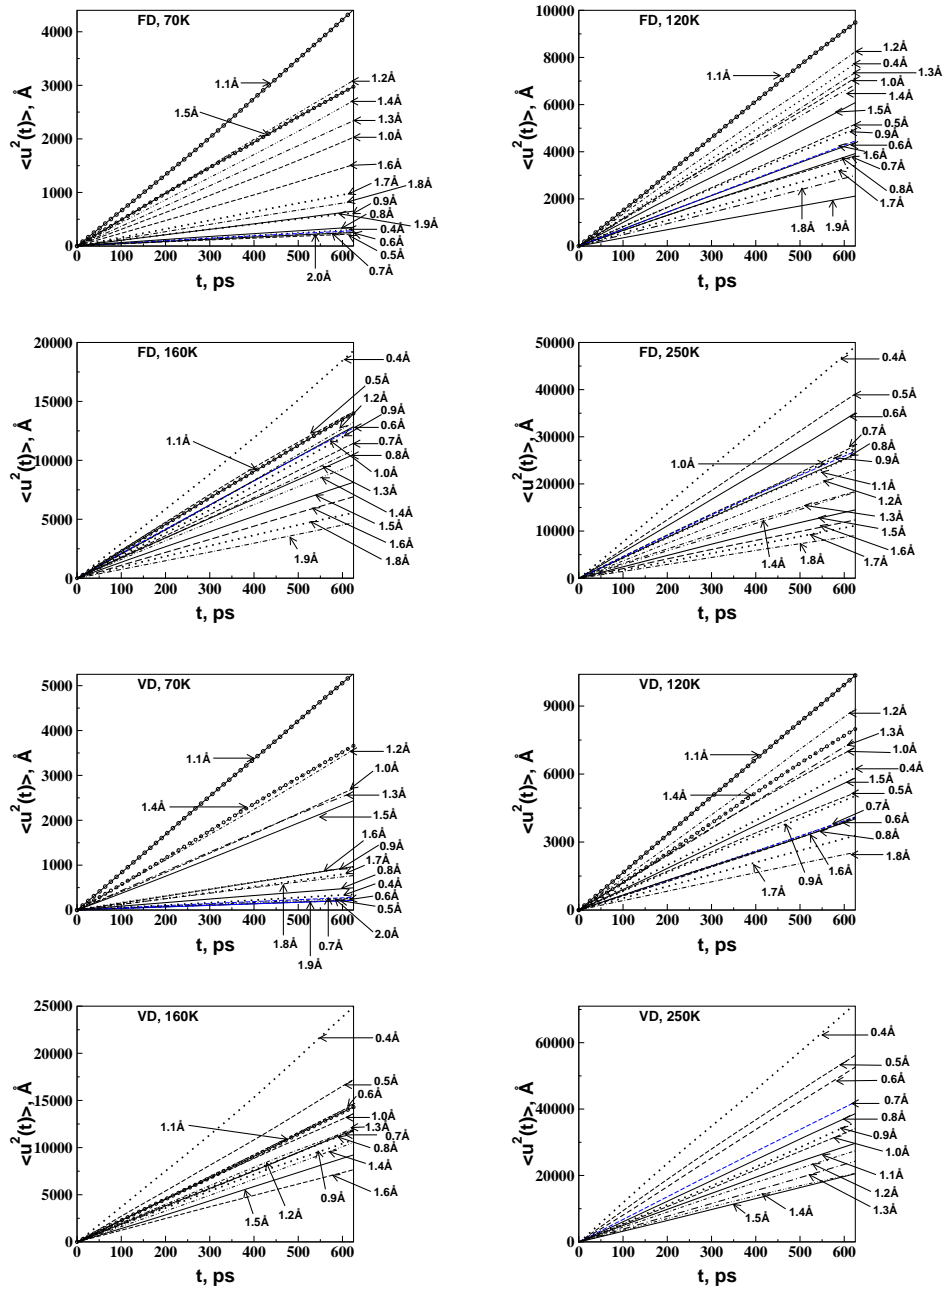 FD, 70K
<u²(t)>, Å
4000
3000
2000
1000
0
1.1Å
1.5Å
1.2Å
1.4Å
1.3Å
1.0Å
1.6Å
1.7Å
1.8Å
0.9Å
0.8Å
1.9Å
0.4Å
0.6Å
0.5Å
0.7Å
2.0Å
0 100 200 300 400 500 600
t, ps
FD, 120K
<u²(t)>, Å
10000
8000
6000
4000
2000
0
1.1Å
1.2Å
0.4Å
1.3Å
1.0Å
1.4Å
1.5Å
0.5Å
0.9Å
0.6Å
1.6Å
0.7Å
0.8Å
1.7Å
1.8Å
1.9Å
0 100 200 300 400 500 600
t, ps
FD, 160K
<u²(t)>, Å
20000
15000
10000
5000
0
0.4Å
0.5Å
1.2Å
0.9Å
0.6Å
1.1Å
0.7Å
0.8Å
1.0Å
1.3Å
1.4Å
1.5Å
1.6Å
1.9Å
1.8Å
0 100 200 300 400 500 600
t, ps
FD, 250K
<u²(t)>, Å
50000
40000
30000
20000
10000
0
0.4Å
0.5Å
0.6Å
0.7Å
0.8Å
1.0Å
0.9Å
1.1Å
1.2Å
1.3Å
1.5Å
1.6Å
1.4Å
1.8Å
1.7Å
0 100 200 300 400 500 600
t, ps
VD, 70K
<u²(t)>, Å
5000
4000
3000
2000
1000
0
1.1Å
1.2Å
1.0Å
1.3Å
1.4Å
1.5Å
1.6Å
0.9Å
1.7Å
0.8Å
0.4Å
0.6Å
0.5Å
2.0Å
1.8Å
0.7Å
1.9Å
0 100 200 300 400 500 600
t, ps
VD, 120K
<u²(t)>, Å
9000
6000
3000
0
1.2Å
1.3Å
1.1Å
1.0Å
0.4Å
1.5Å
1.4Å
0.5Å
0.7Å
0.6Å
0.8Å
1.8Å
1.6Å
0.9Å
1.7Å
0 100 200 300 400 500 600
t, ps
VD, 160K
<u²(t)>, Å
25000
20000
15000
10000
5000
0
0.4Å
0.5Å
0.6Å
1.0Å
1.1Å
1.3Å
0.7Å
0.8Å
1.4Å
1.6Å
0.9Å
1.2Å
1.5Å
0 100 200 300 400 500 600
t, ps
VD, 250K
<u²(t)>, Å
60000
40000
20000
0
0.4Å
0.5Å
0.6Å
0.7Å
0.8Å
0.9Å
1.0Å
1.1Å
1.2Å
1.3Å
1.4Å
1.5Å
0 100 200 300 400 500 600
t, ps